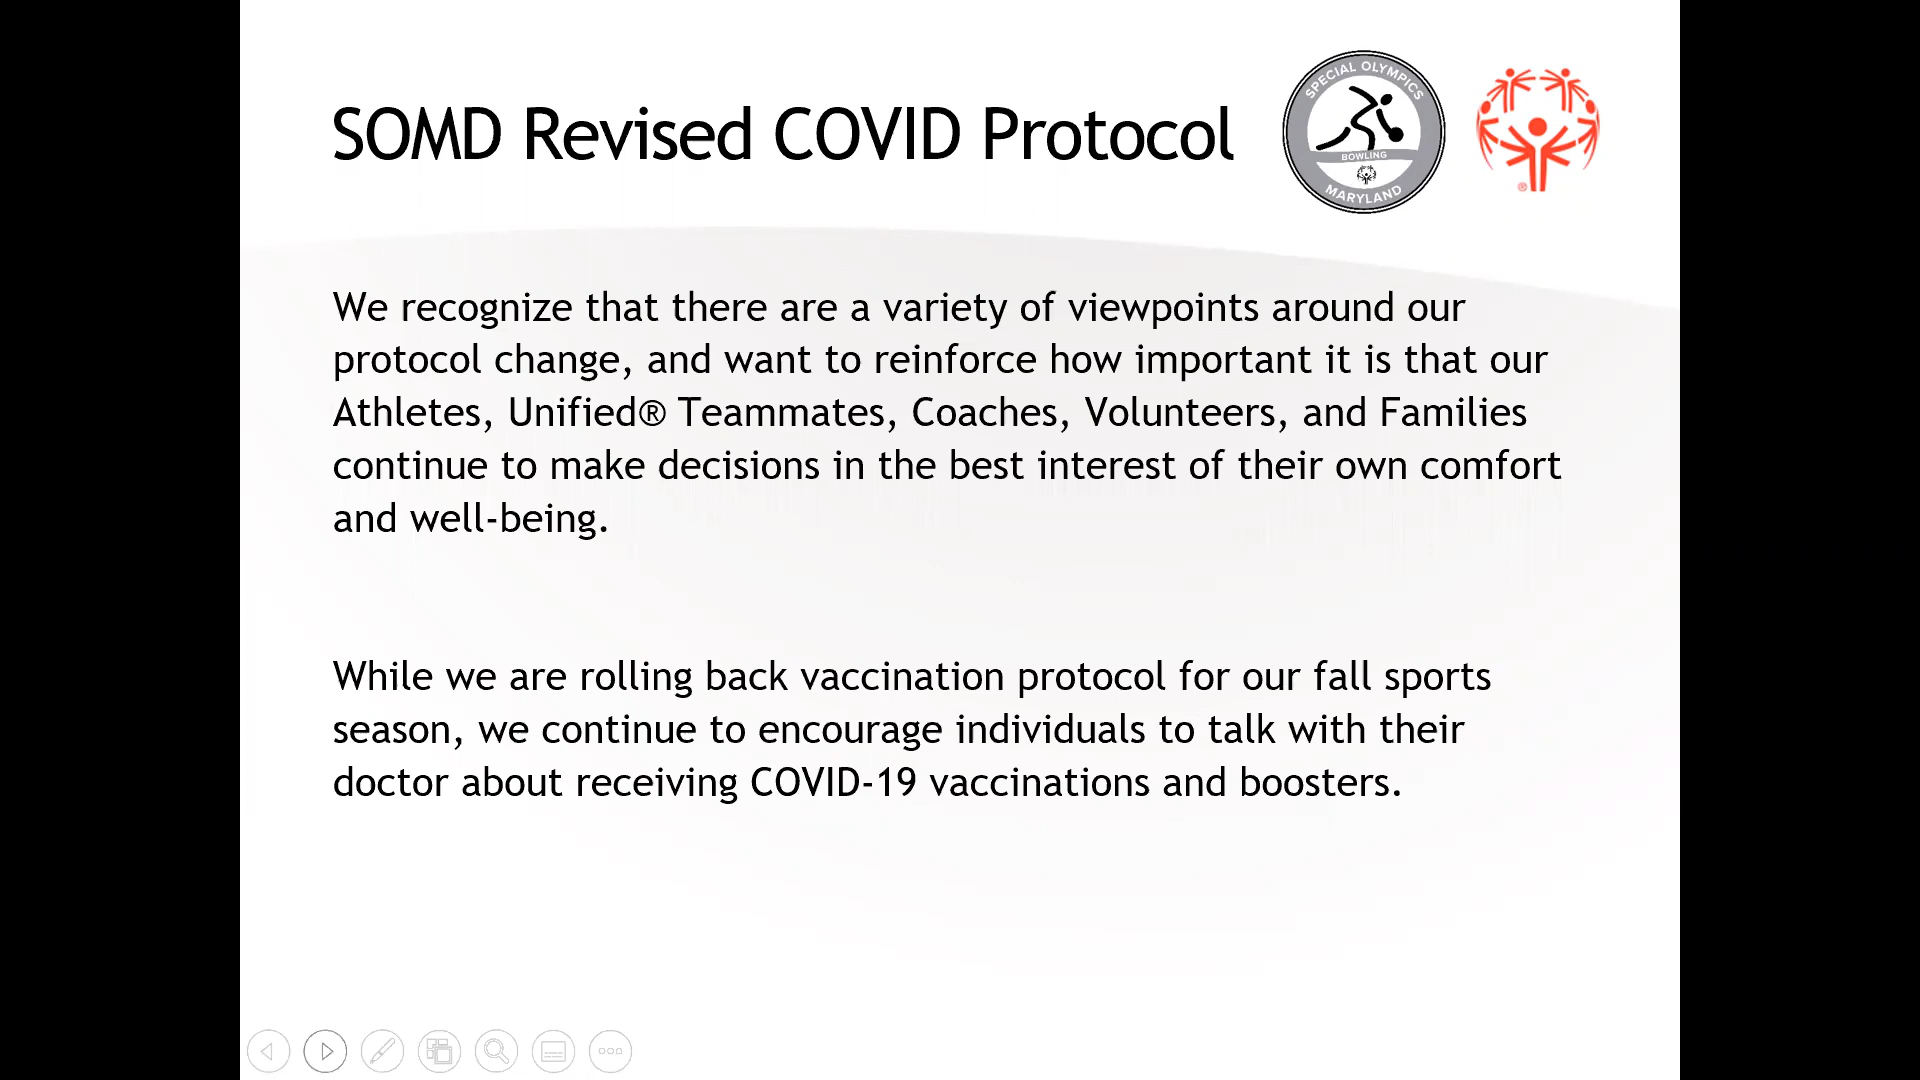 SOMD Revised COVID Protocol
SPECIAL OLYMPICS
BOWLING
MARYLAND
®
We recognize that there are a variety of viewpoints around our
protocol change, and want to reinforce how important it is that our
Athletes, Unified® Teammates, Coaches, Volunteers, and Families
continue to make decisions in the best interest of their own comfort
and well-being.
While we are rolling back vaccination protocol for our fall sports
season, we continue to encourage individuals to talk with their
doctor about receiving COVID-19 vaccinations and boosters.